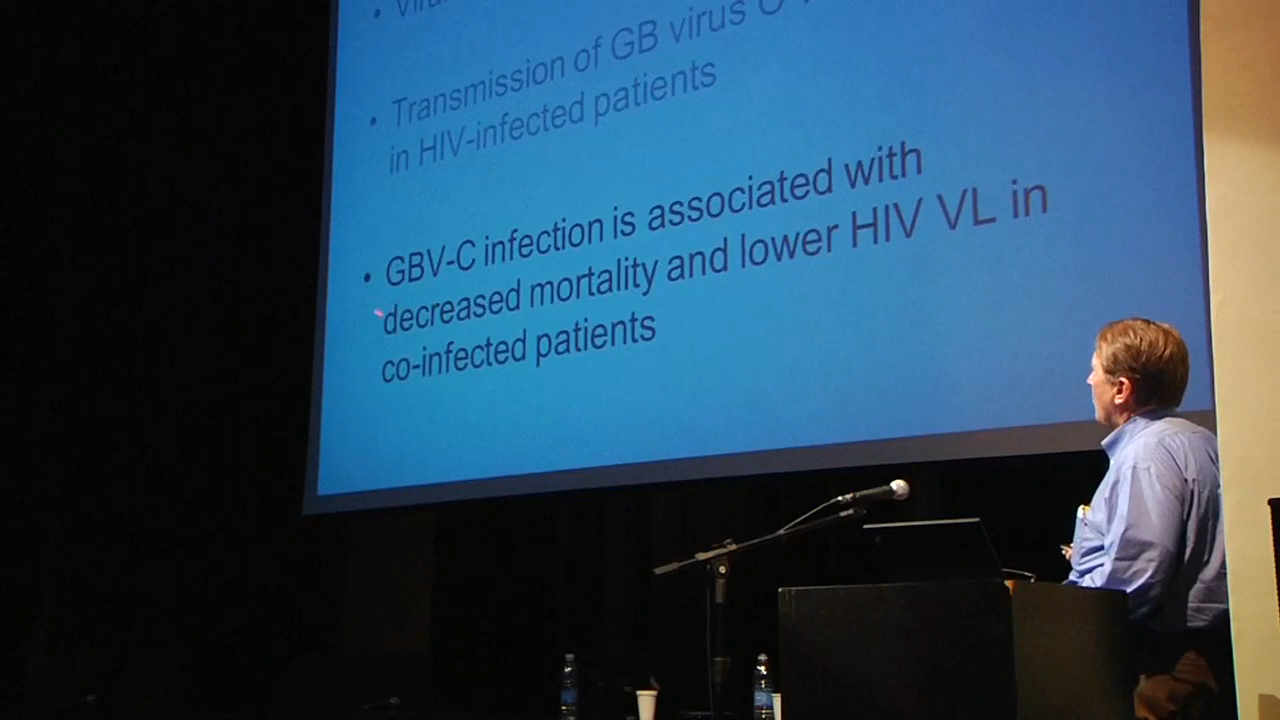 • Transmission of GB virus C
in HIV-infected patients
• GBV-C infection is associated with
decreased mortality and lower HIV VL in
co-infected patients